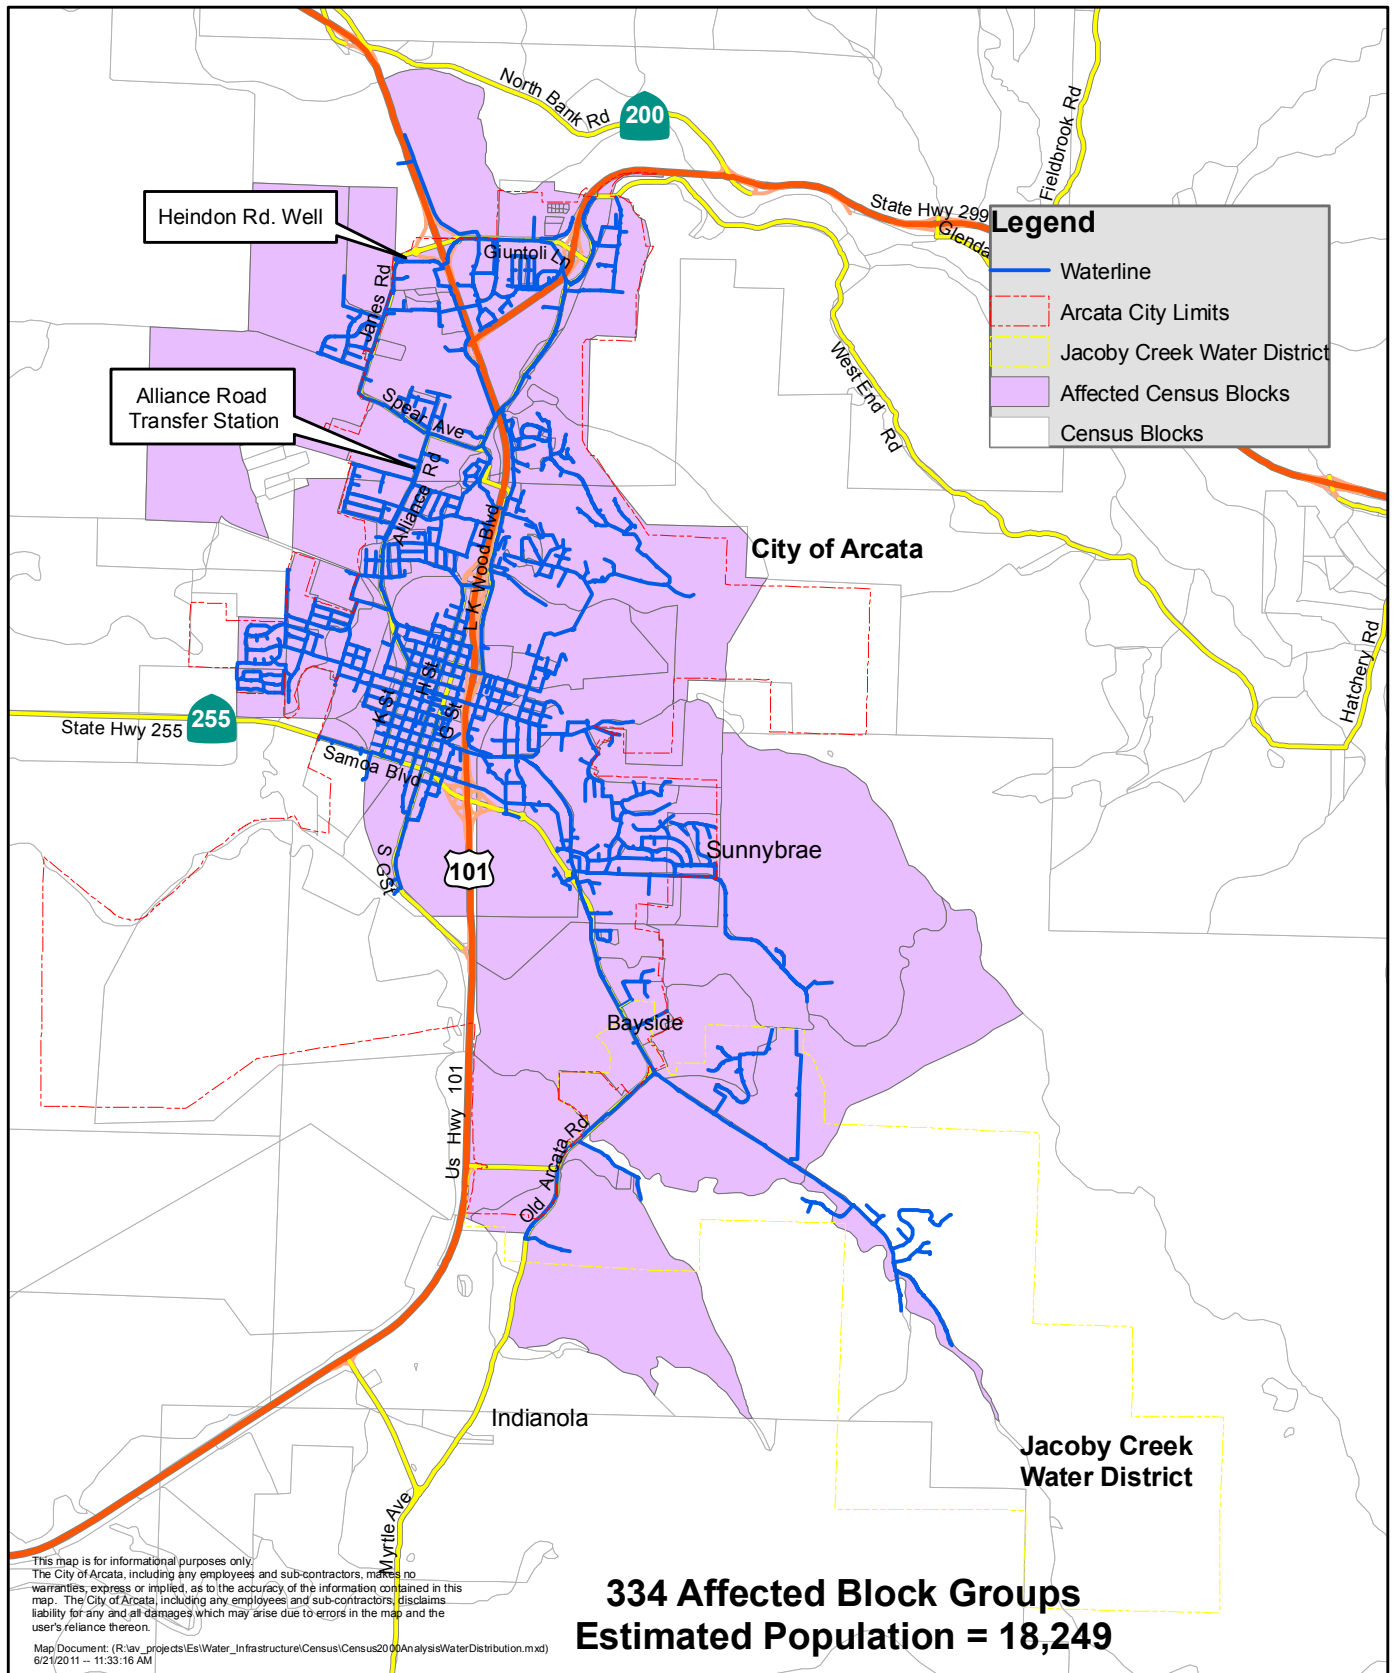 North Bank Rd
200
Fieldbrook Rd
State Hwy 299
Heindon Rd. Well
Legend
Glenda
Giuntoli Ln
Waterline
Janes Rd
Arcata City Limits
Jacoby Creek Water District
West End Rd
Alliance Road
Transfer Station
Affected Census Blocks
Spear Ave
Census Blocks
Alliance Rd
L K Wood Blvd
City of Arcata
Hatchery Rd
H St
K St
G St
255
State Hwy 255
Samoa Blvd
Sunnybrae
S G St
101
Bayside
Us Hwy 101
Old Arcata Rd
Indianola
Jacoby Creek
Water District
Myrtle Ave
This map is for informational purposes only.
The City of Arcata, including any employees and sub-contractors, makes no
warranties, express or implied, as to the accuracy of the information contained in this
map. The City of Arcata, including any employees and sub-contractors, disclaims
liability for any and all damages which may arise due to errors in the map and the
user's reliance thereon.
Map Document: (R:\av_projects\Es\Water_Infrastructure\Census\Census2000AnalysisWaterDistribution.mxd)
6/21/2011 -- 11:33:16 AM
334 Affected Block Groups
Estimated Population = 18,249